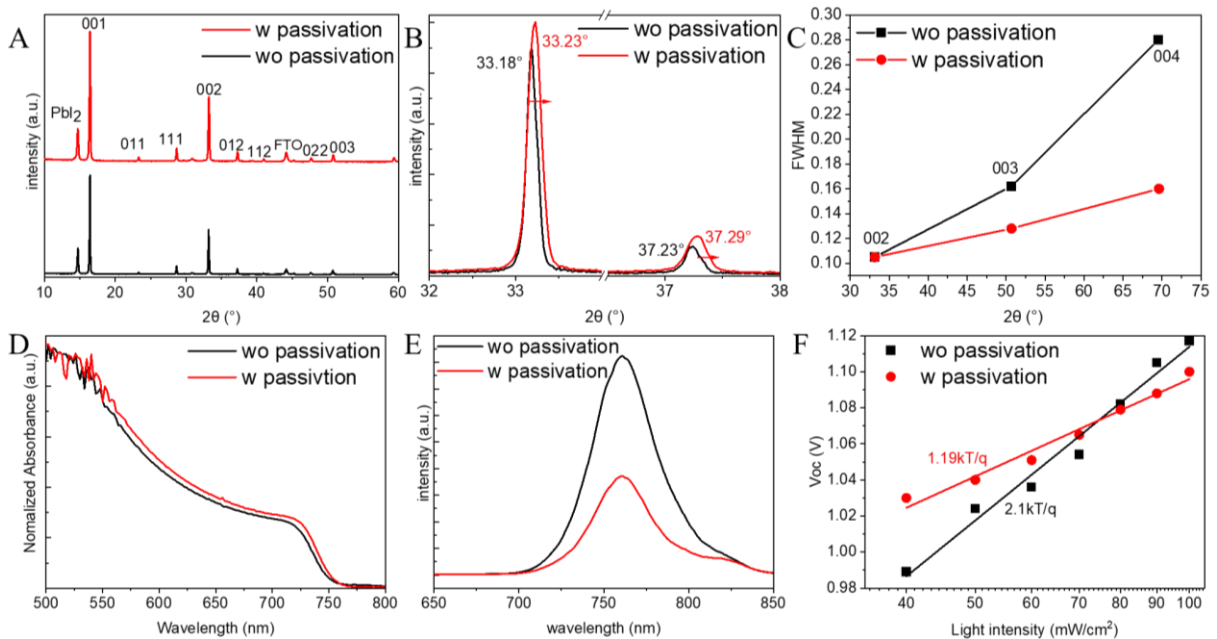 A
001
w passivation
wo passivation
002
PbI2
011
111
012
112
FTO
022
003
intensity (a.u.)
10 20 30 40 50 60
2θ (°)
B
wo passivation
w passivation
33.23°
33.18°
37.23°
37.29°
intensity (a.u.)
32 33 37 38
2θ (°)
C
wo passivation
w passivation
004
003
002
FWHM
0.30
0.28
0.26
0.24
0.22
0.20
0.18
0.16
0.14
0.12
0.10
30 35 40 45 50 55 60 65 70 75
2θ (°)
D
wo passivation
w passivtion
Nomalized Absorbance (a.u.)
500 550 600 650 700 750 800
Wavelength (nm)
E
wo passivation
w passivation
intensity (a.u.)
650 700 750 800 850
wavelength (nm)
F
wo passivation
w passivation
1.19kT/q
2.1kT/q
Voc (V)
1.12
1.10
1.08
1.06
1.04
1.02
1.00
0.98
40 50 60 70 80 90 100
Light intensity (mW/cm²)